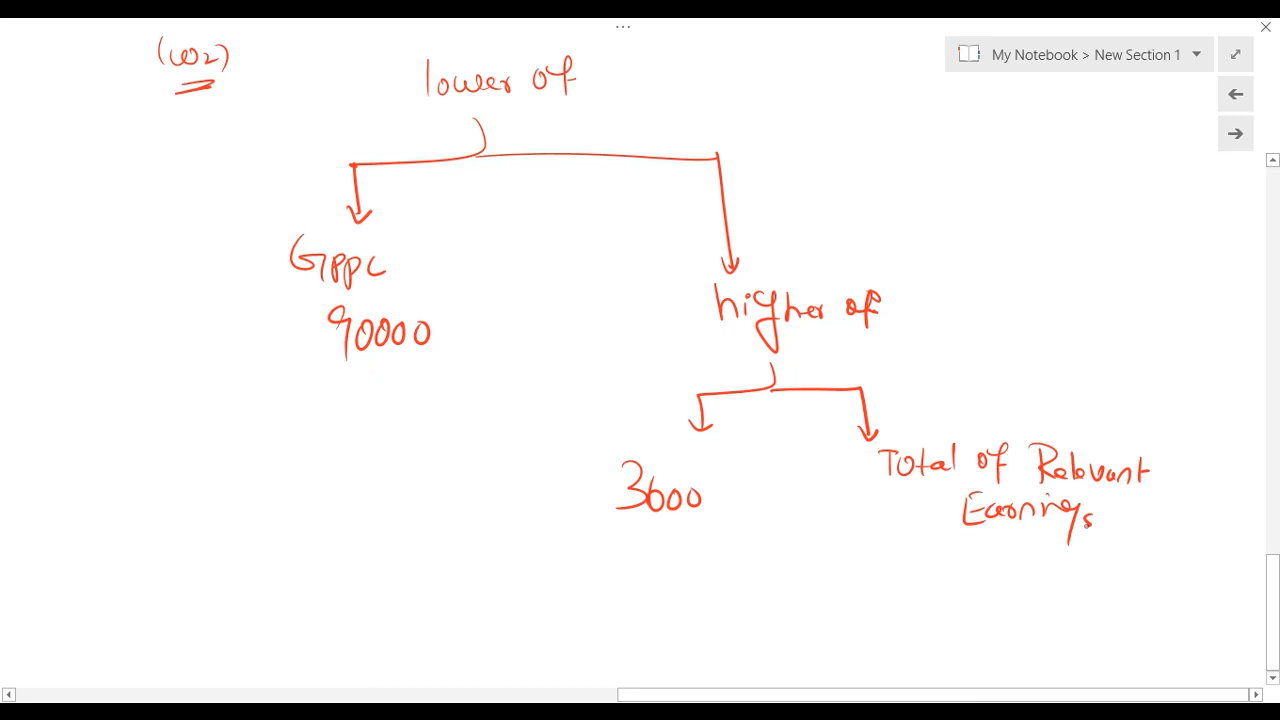 ...
My Notebook > New Section 1
(W2)
lower of
GPPC
90000
higher of
3600
Total of Relevant
Earnings